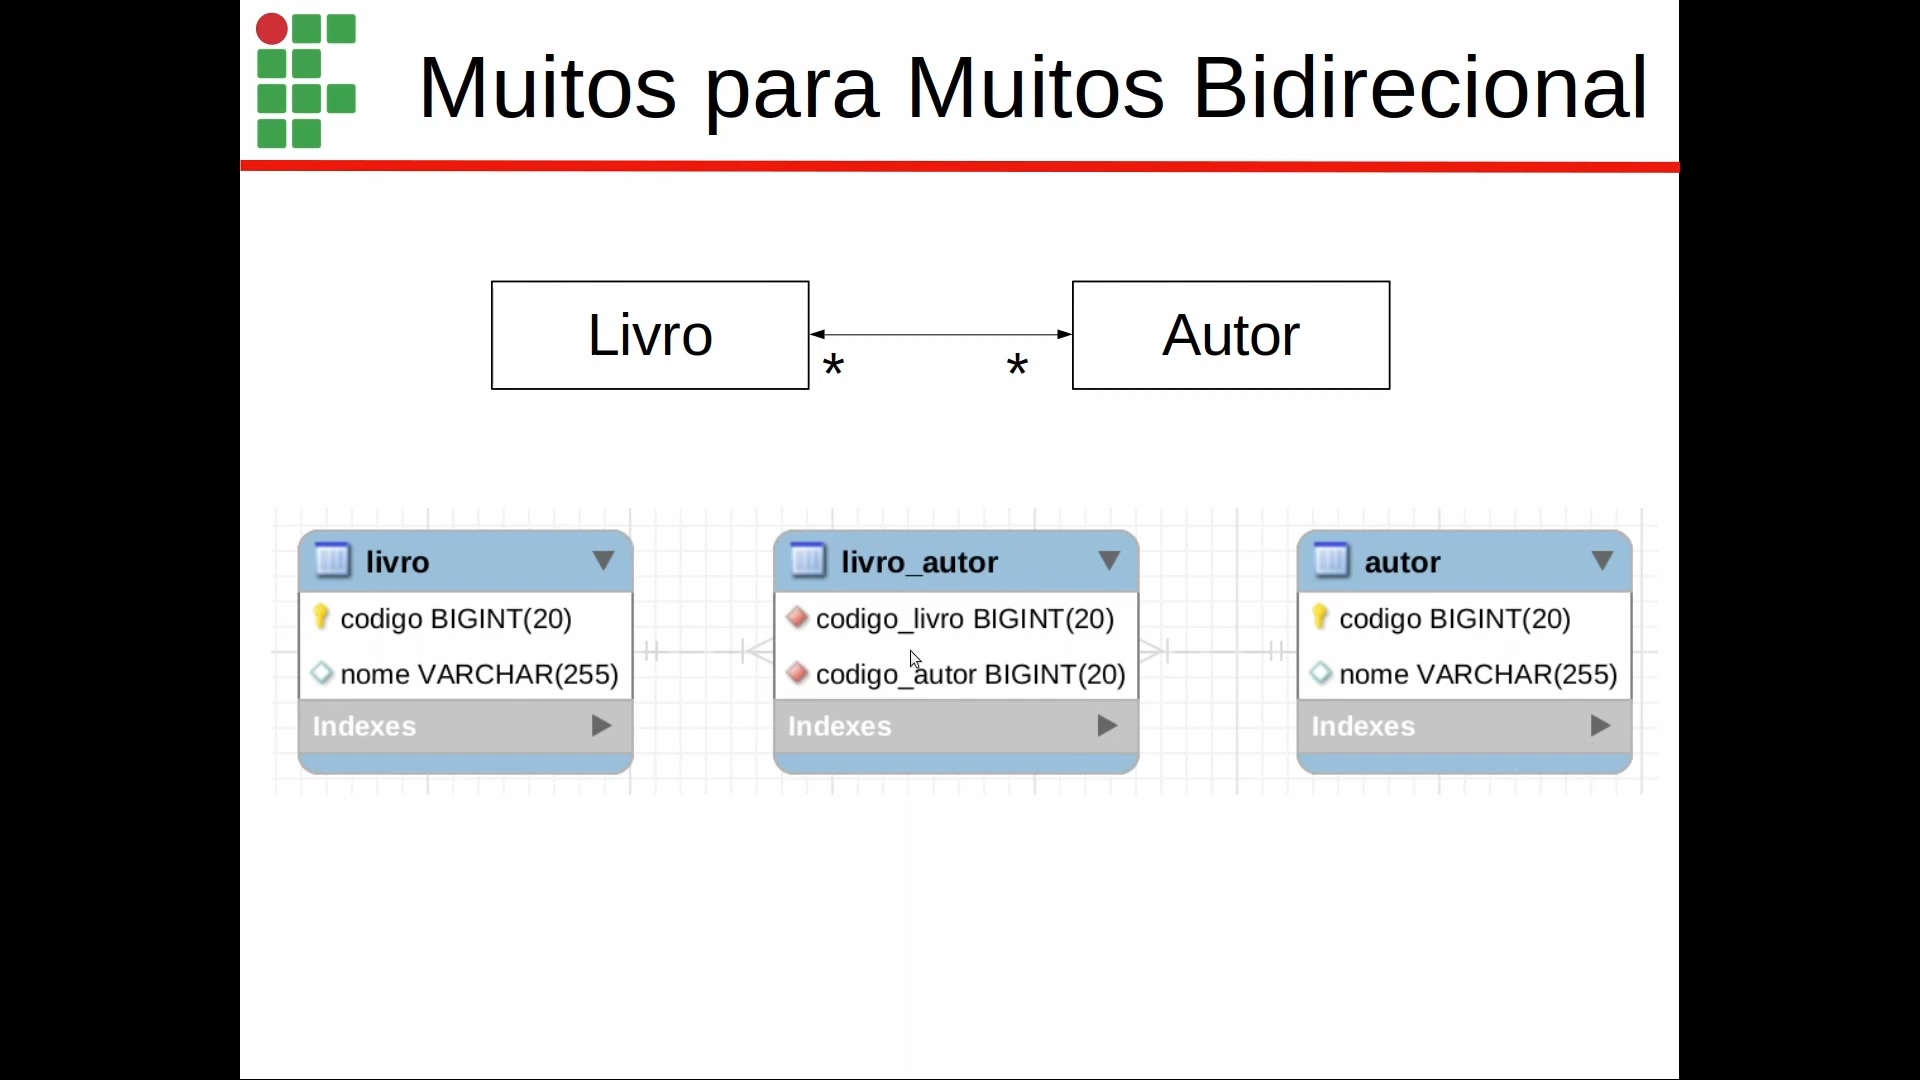 Muitos para Muitos Bidirecional
Livro
Autor
*
*
livro
codigo BIGINT(20)
nome VARCHAR(255)
Indexes
livro_autor
codigo_livro BIGINT(20)
codigo_autor BIGINT(20)
Indexes
autor
codigo BIGINT(20)
nome VARCHAR(255)
Indexes